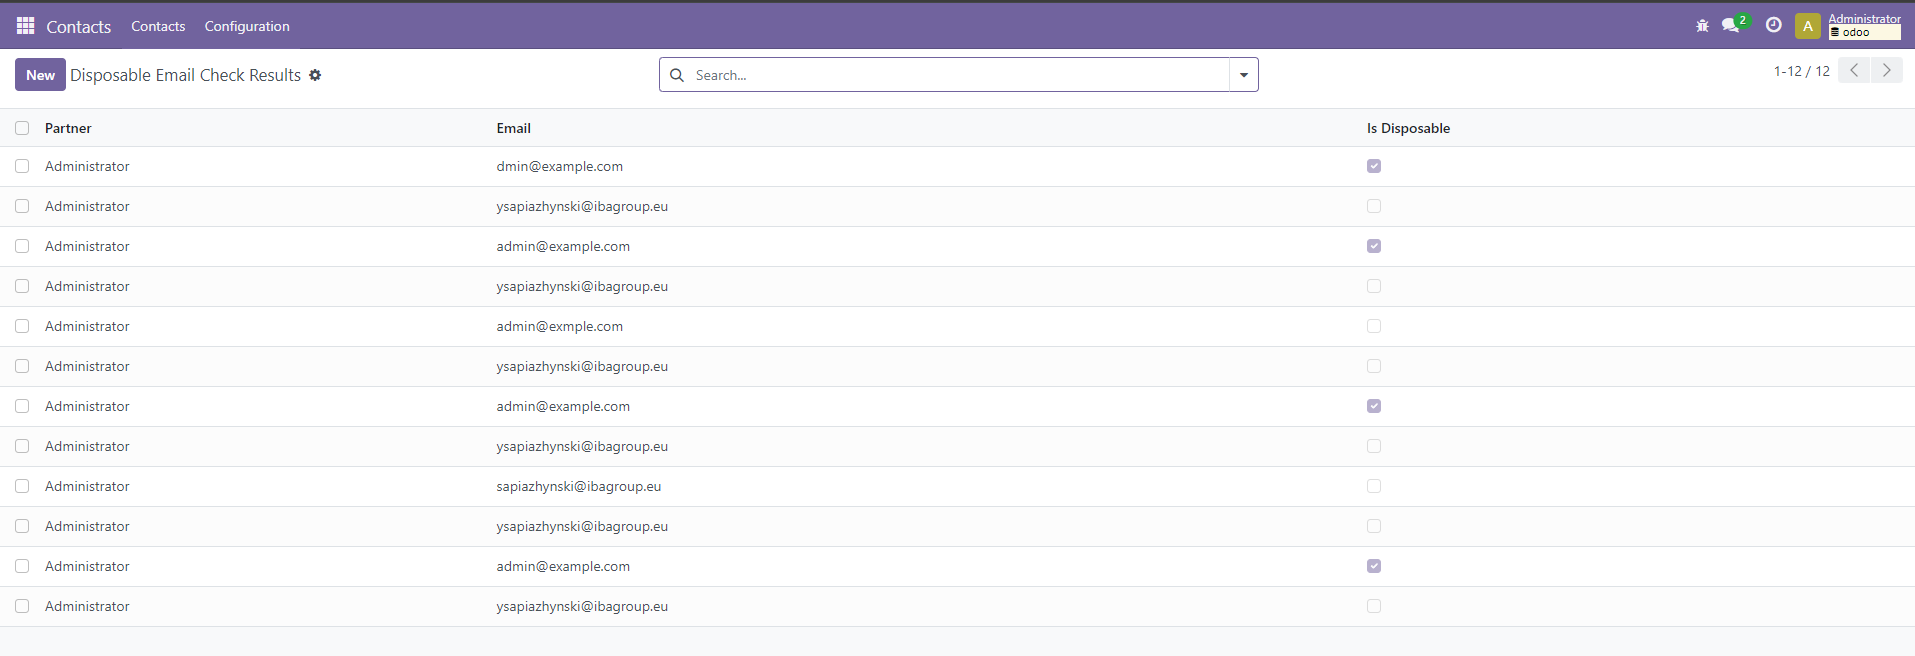 Contacts Contacts Configuration 2 A Administrator
odoo
New Disposable Email Check Results Search... 1-12 / 12
Partner Email Is Disposable
Administrator dmin@example.com
Administrator ysapiazhynski@ibagroup.eu
Administrator admin@example.com
Administrator ysapiazhynski@ibagroup.eu
Administrator admin@exmple.com
Administrator ysapiazhynski@ibagroup.eu
Administrator admin@example.com
Administrator ysapiazhynski@ibagroup.eu
Administrator sapiazhynski@ibagroup.eu
Administrator ysapiazhynski@ibagroup.eu
Administrator admin@example.com
Administrator ysapiazhynski@ibagroup.eu